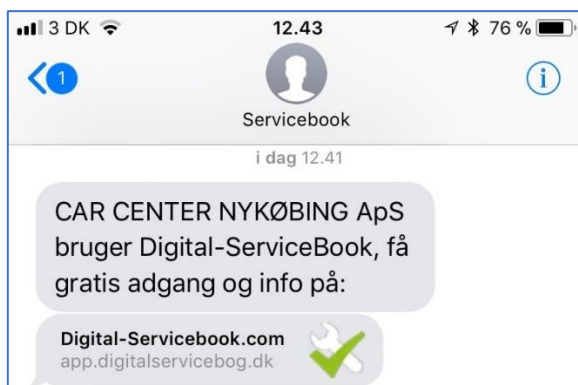 3 DK 12.43 76 %
1
Servicebook
i dag 12.41
CAR CENTER NYKØBING ApS
bruger Digital-ServiceBook, få
gratis adgang og info på:
Digital-Servicebook.com
app.digitalservicebog.dk